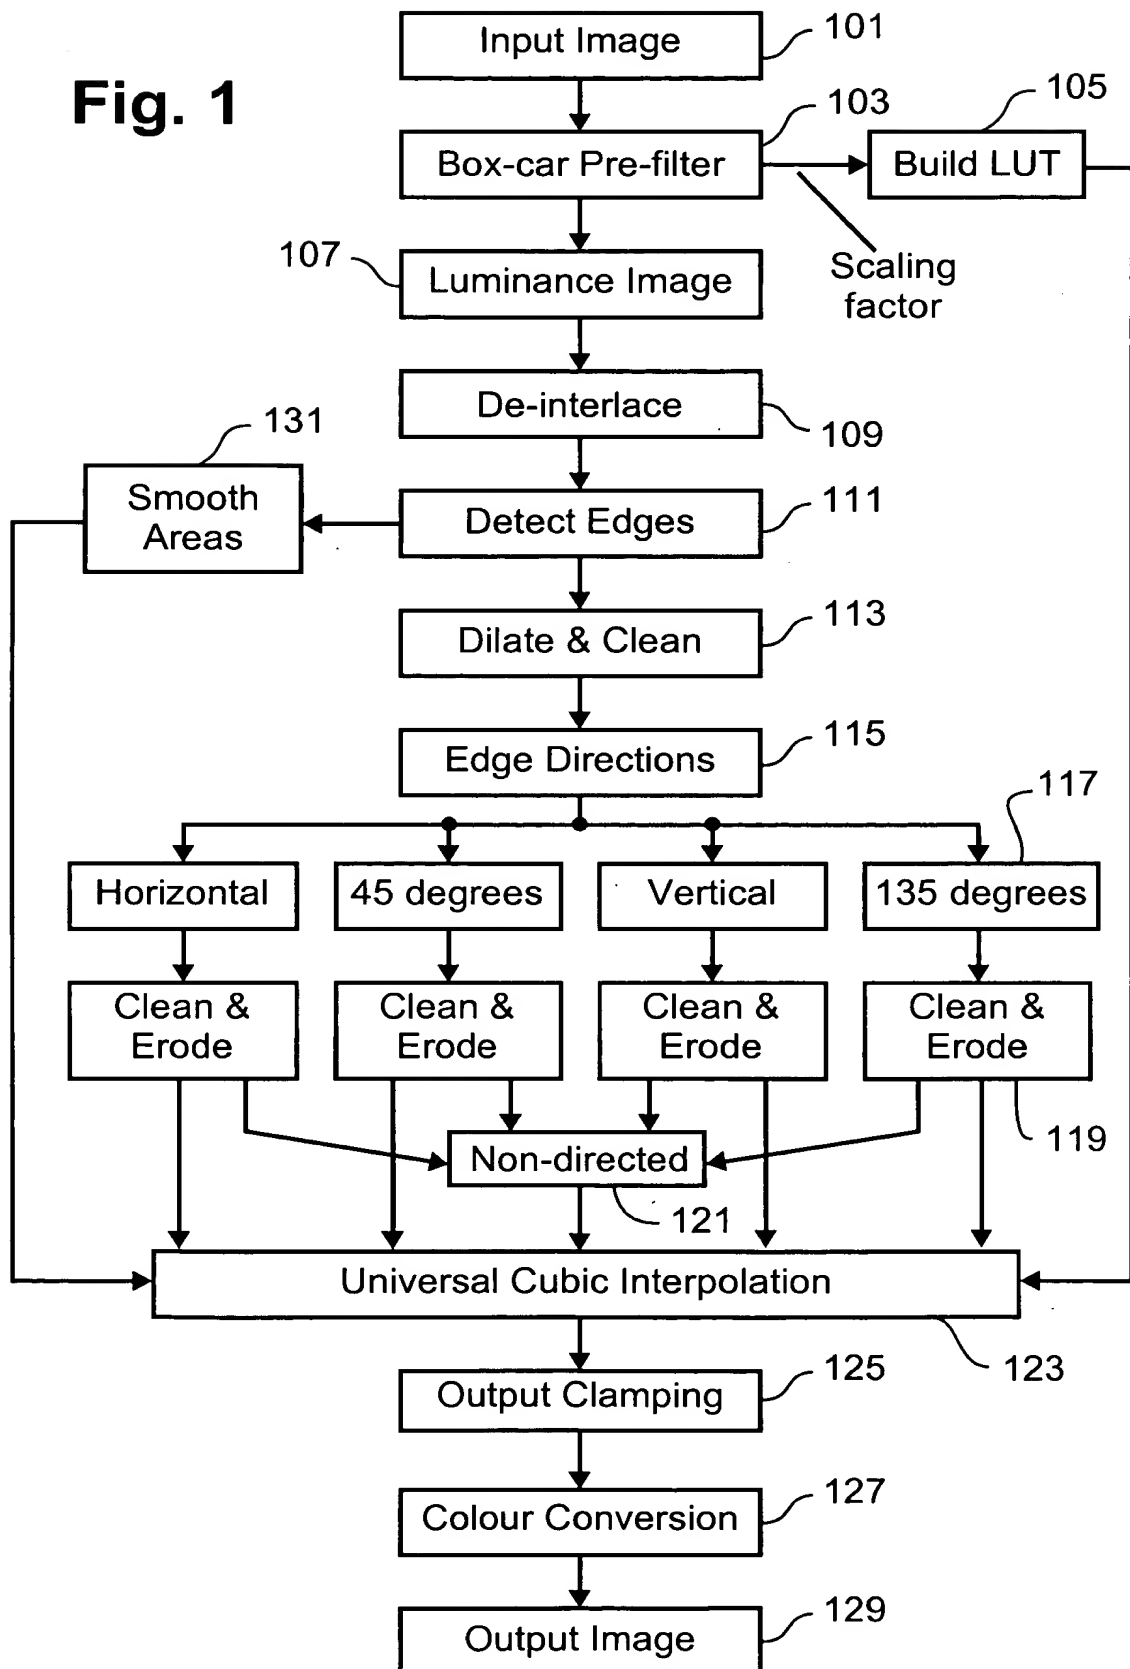 Fig. 1
Input Image
101
Box-car Pre-filter
103
Build LUT
105
Scaling
factor
107
Luminance Image
De-interlace
109
131
Smooth
Areas
Detect Edges
111
Dilate & Clean
113
Edge Directions
115
117
Horizontal
45 degrees
Vertical
135 degrees
Clean &
Erode
Clean &
Erode
Clean &
Erode
Clean &
Erode
119
Non-directed
121
Universal Cubic Interpolation
123
Output Clamping
125
Colour Conversion
127
Output Image
129